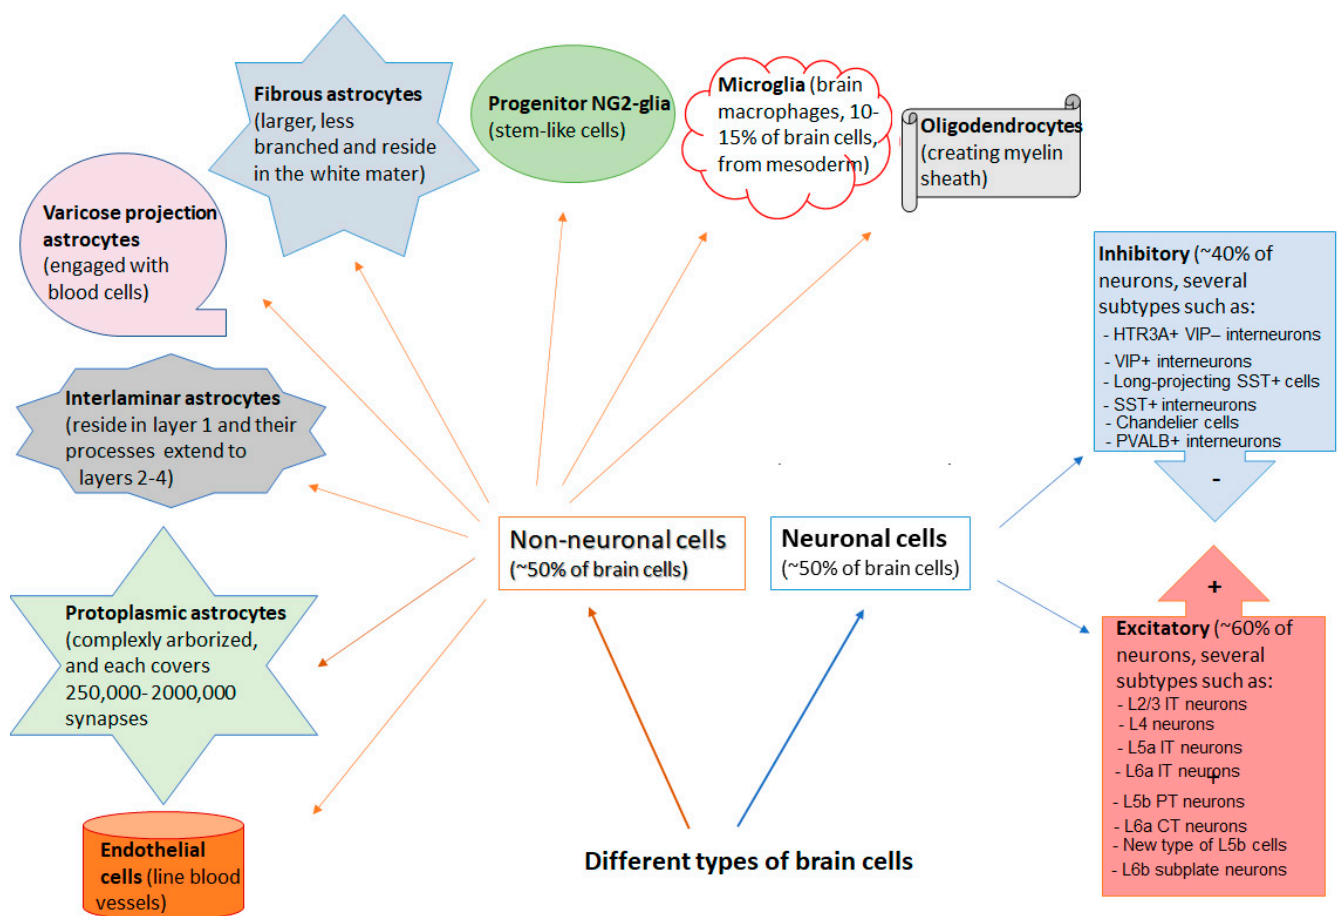 Fibrous astrocytes
(larger, less
branched and reside
in the white mater)
Progenitor NG2-glia
(stem-like cells)
Microglia (brain
macrophages, 10-
15% of brain cells,
from mesoderm)
Oligodendrocytes
(creating myelin
sheath)
Varicose projection
astrocytes
(engaged with
blood cells)
Interlaminar astrocytes
(reside in layer 1 and their
processes extend to
layers 2-4)
Protoplasmic astrocytes
(complexly arborized,
and each covers
250,000- 2000,000
synapses
Endothelial
cells (line blood
vessels)
Non-neuronal cells
(~50% of brain cells)
Neuronal cells
(~50% of brain cells)
Different types of brain cells
Inhibitory (~40% of
neurons, several
subtypes such as:
- HTR3A+ VIP– interneurons
- VIP+ interneurons
- Long-projecting SST+ cells
- SST+ interneurons
- Chandelier cells
- PVALB+ interneurons
-
+
Excitatory (~60% of
neurons, several
subtypes such as:
- L2/3 IT neurons
- L4 neurons
- L5a IT neurons
- L6a IT neurons
+
- L5b PT neurons
- L6a CT neurons
- New type of L5b cells
- L6b subplate neurons